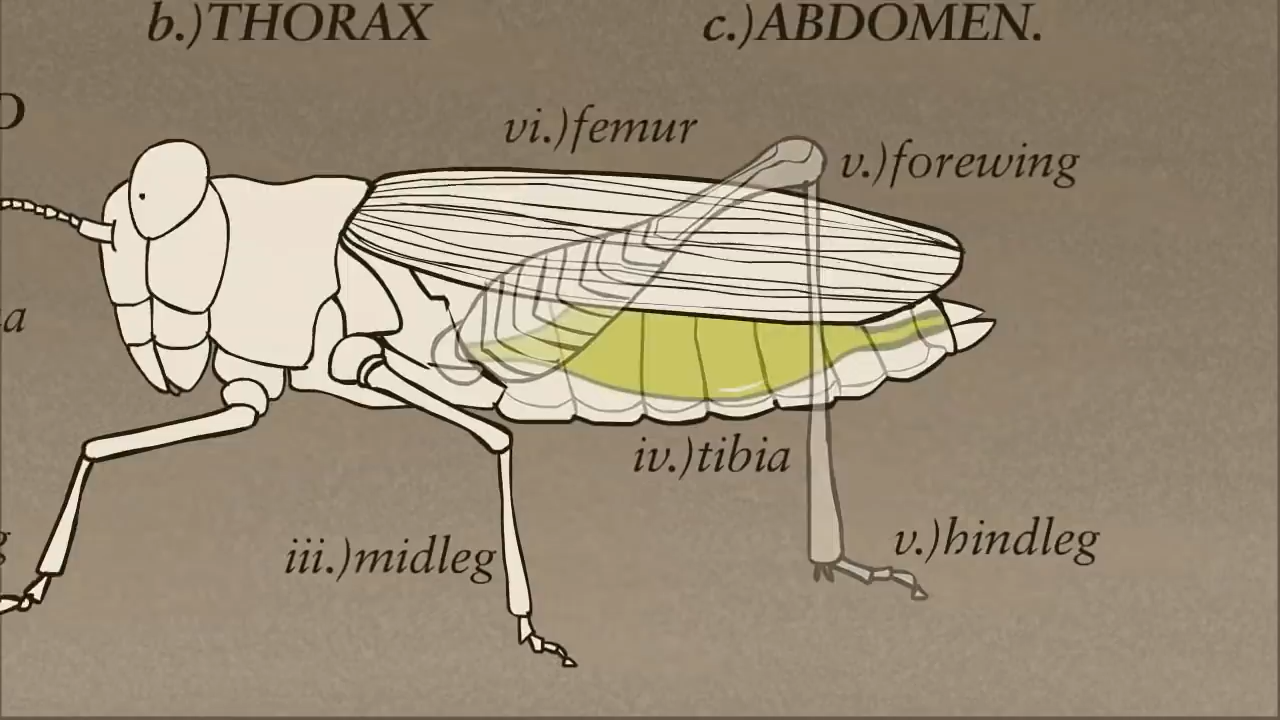 b.)THORAX
c.)ABDOMEN.
D
vi.)femur
v.)forewing
a
iv.)tibia
v.)hindleg
iii.)midleg
g